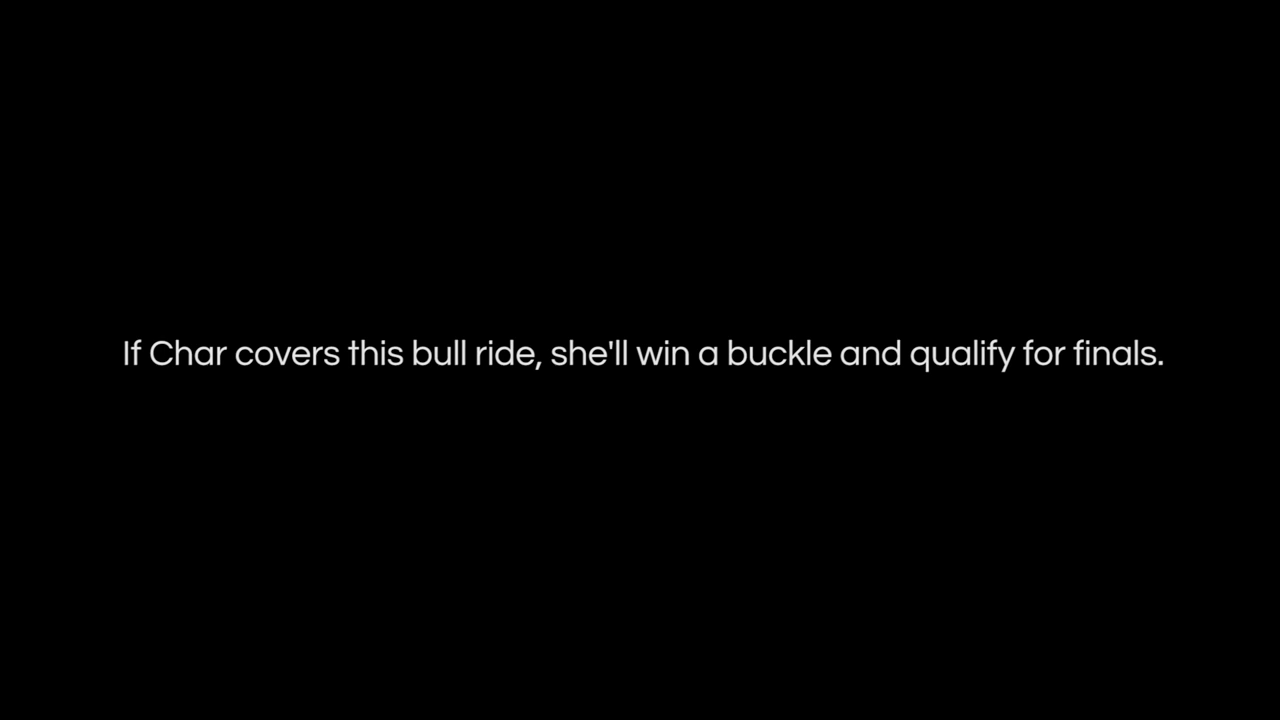 If Char covers this bull ride, she'll win a buckle and qualify for finals.